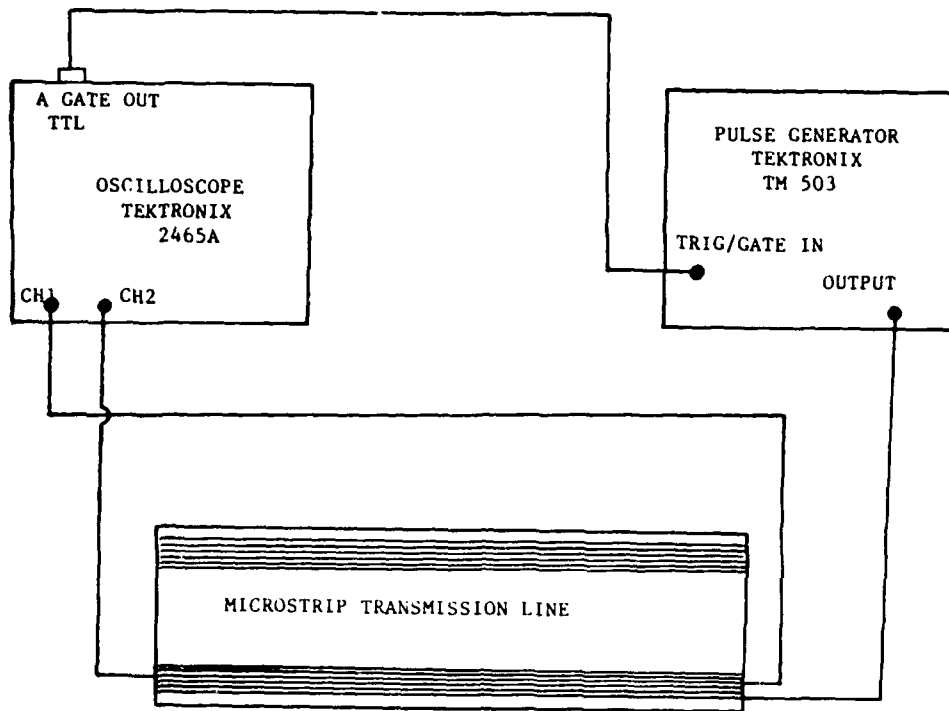 A GATE OUT
TTL
OSCILLOSCOPE
TEKTRONIX
2465A
CH1
CH2
PULSE GENERATOR
TEKTRONIX
TM 503
TRIG/GATE IN
OUTPUT
MICROSTRIP TRANSMISSION LINE